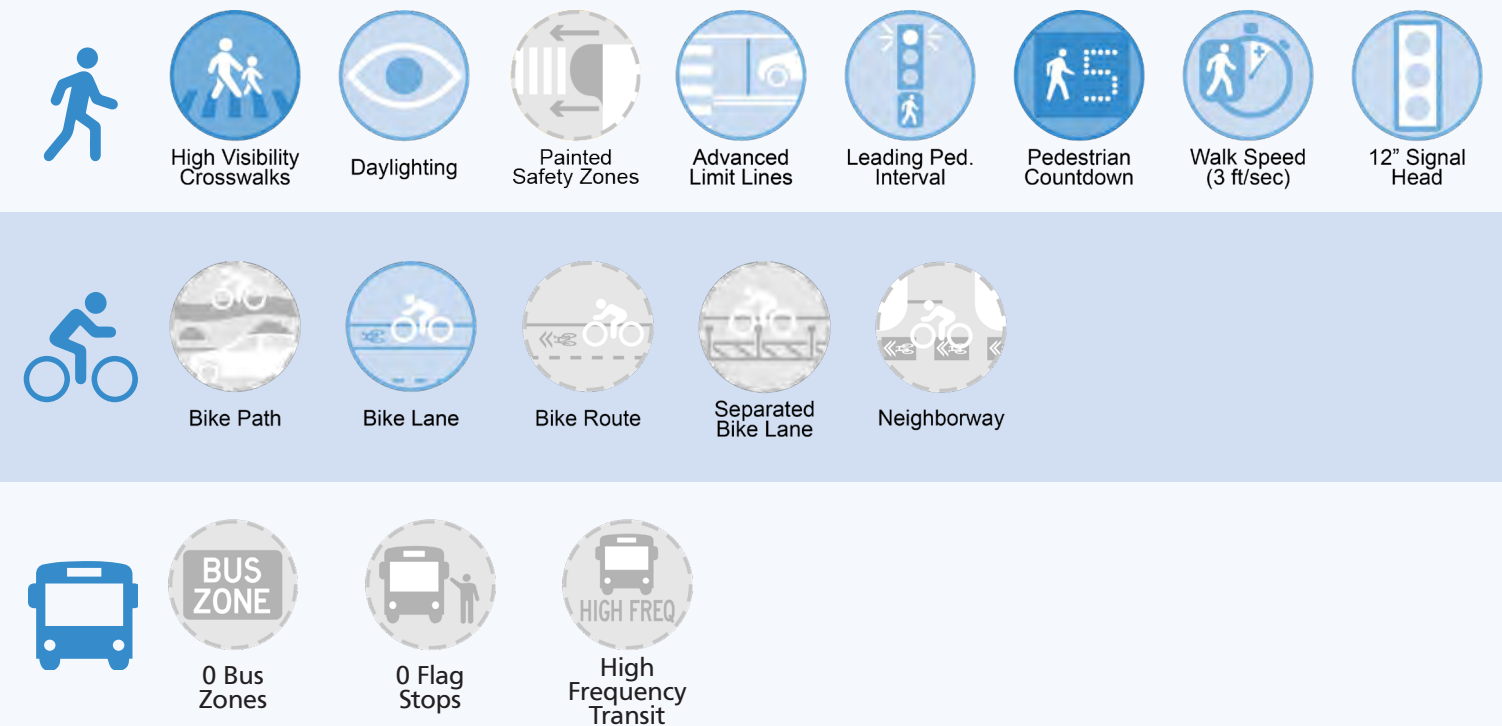 5
High Visibility
Crosswalks
Daylighting
Painted
Safety Zones
Advanced
Limit Lines
Leading Ped.
Interval
Pedestrian
Countdown
Walk Speed
(3 ft/sec)
12” Signal
Head
Bike Path
Bike Lane
Bike Route
Separated
Bike Lane
Neighborway
BUS
ZONE
HIGH FREQ
0 Bus
Zones
0 Flag
Stops
High
Frequency
Transit